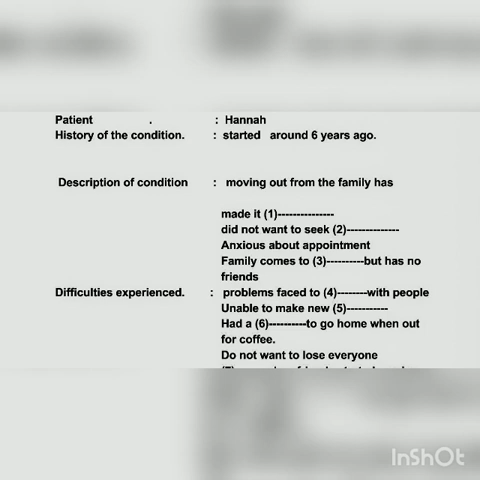 Patient . : Hannah
History of the condition. : started around 6 years ago.
Description of condition : moving out from the family has
made it (1)---------------
did not want to seek (2)--------------
Anxious about appointment
Family comes to (3)----------but has no
friends
Difficulties experienced. : problems faced to (4)--------with people
Unable to make new (5)-----------
Had a (6)----------to go home when out
for coffee.
Do not want to lose everyone
InShOt